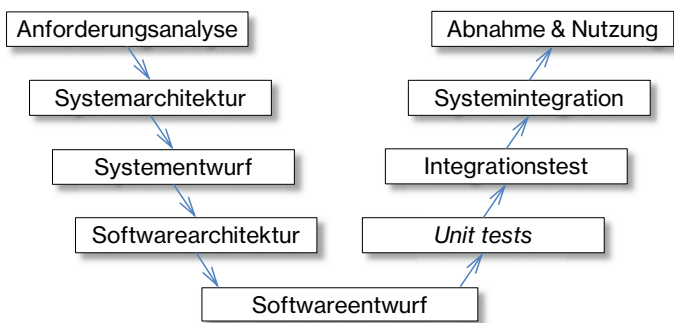 Anforderungsanalyse
Abnahme & Nutzung
Systemarchitektur
Systemintegration
Systementwurf
Integrationstest
Softwarearchitektur
Unit tests
Softwareentwurf